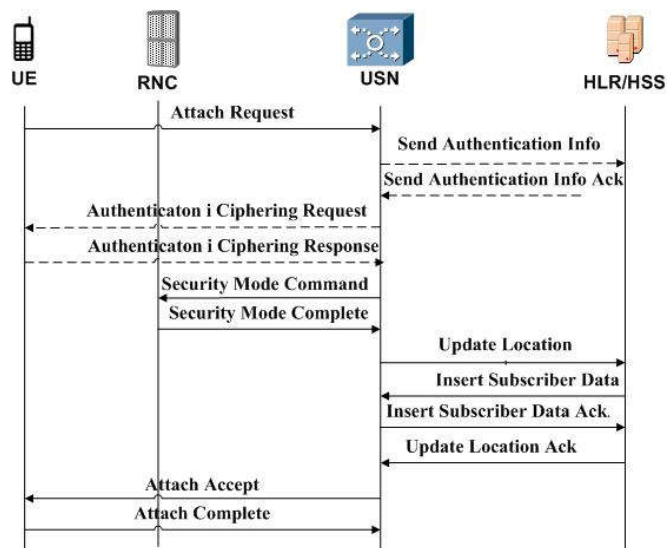 UE
RNC
USN
HLR/HSS
Attach Request
Send Authentication Info
Send Authentication Info Ack
Authenticaton i Ciphering Request
Authenticaton i Ciphering Response
Security Mode Command
Security Mode Complete
Update Location
Insert Subscriber Data
Insert Subscriber Data Ack.
Update Location Ack
Attach Accept
Attach Complete